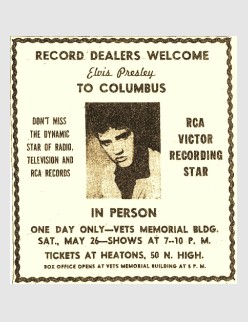 RECORD DEALERS WELCOME
Elvis Presley
TO COLUMBUS
DON'T MISS
THE DYNAMIC
STAR OF RADIO,
TELEVISION AND
RCA RECORDS
RCA
VICTOR
RECORDING
STAR
IN PERSON
ONE DAY ONLY—VETS MEMORIAL BLDG.
SAT., MAY 26—SHOWS AT 7--10 P. M.
TICKETS AT HEATONS, 50 N. HIGH.
BOX OFFICE OPENS AT VETS MEMORIAL BUILDING AT 5 P. M.